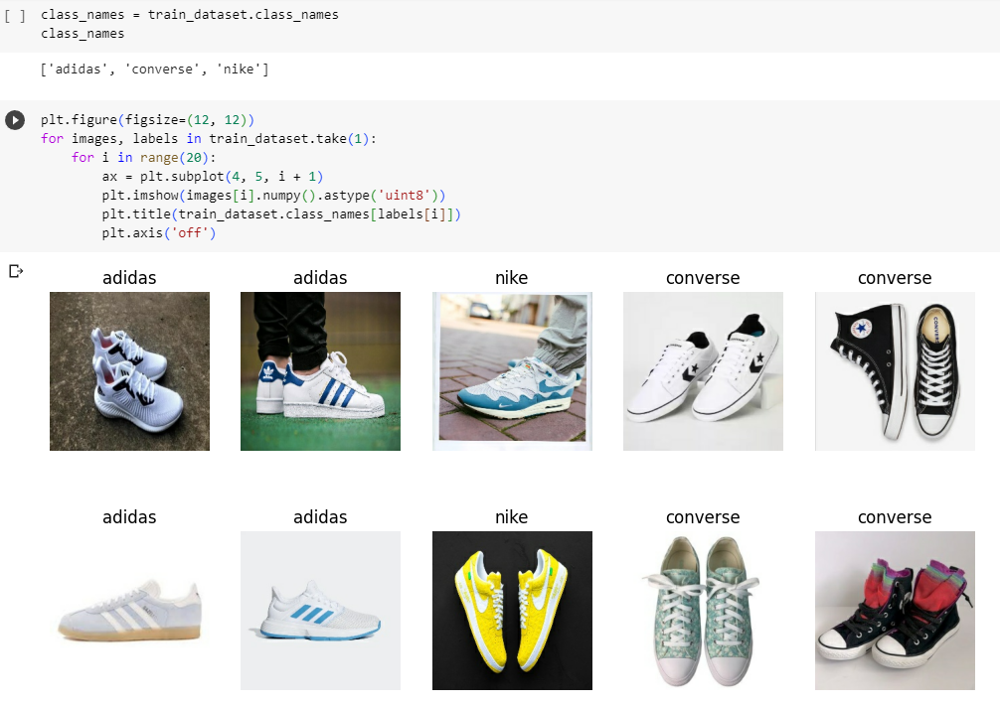 [ ] class_names = train_dataset.class_names
class_names
['adidas', 'converse', 'nike']
plt.figure(figsize=(12, 12))
for images, labels in train_dataset.take(1):
    for i in range(20):
        ax = plt.subplot(4, 5, i + 1)
        plt.imshow(images[i].numpy().astype('uint8'))
        plt.title(train_dataset.class_names[labels[i]])
        plt.axis('off')
adidas adidas nike converse converse
CONVERSE
adidas adidas nike converse converse